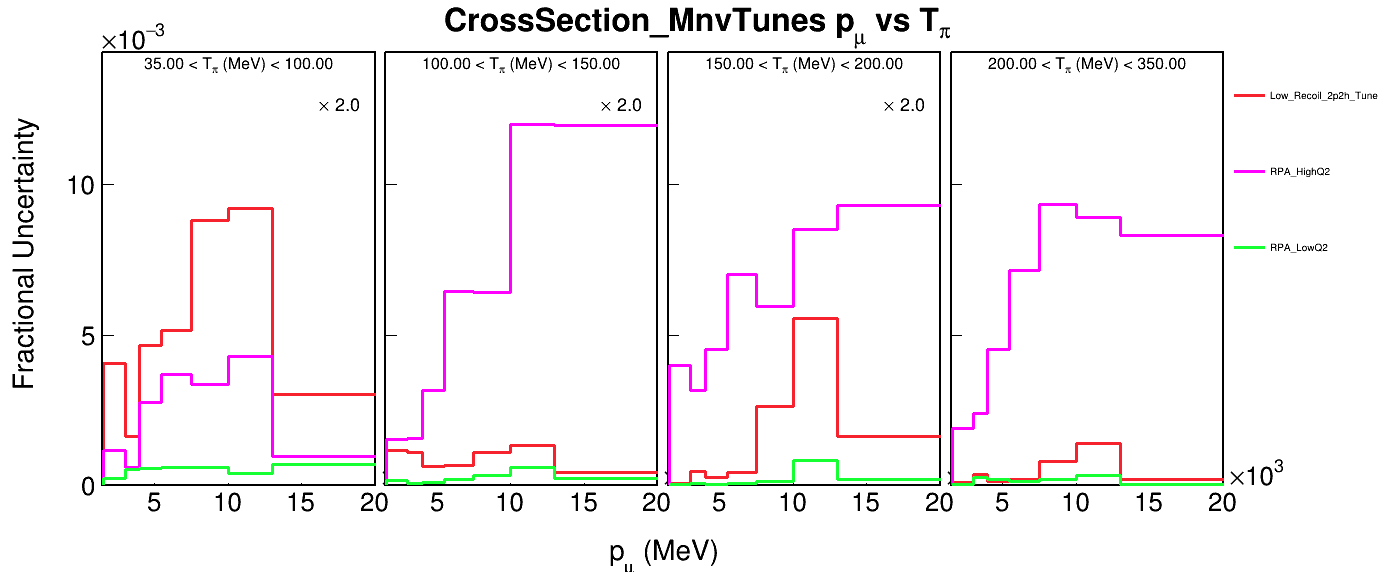 CrossSection_MnvTunes pμ vs Tπ
×10⁻³
35.00 < Tπ (MeV) < 100.00
100.00 < Tπ (MeV) < 150.00
150.00 < Tπ (MeV) < 200.00
200.00 < Tπ (MeV) < 350.00
× 2.0
× 2.0
× 2.0
Low_Recoil_2p2h_Tune
RPA_HighQ2
RPA_LowQ2
Fractional Uncertainty
10
5
0
5 10 15 20
5 10 15 20
5 10 15 20
5 10 15 20
×10³
pμ (MeV)